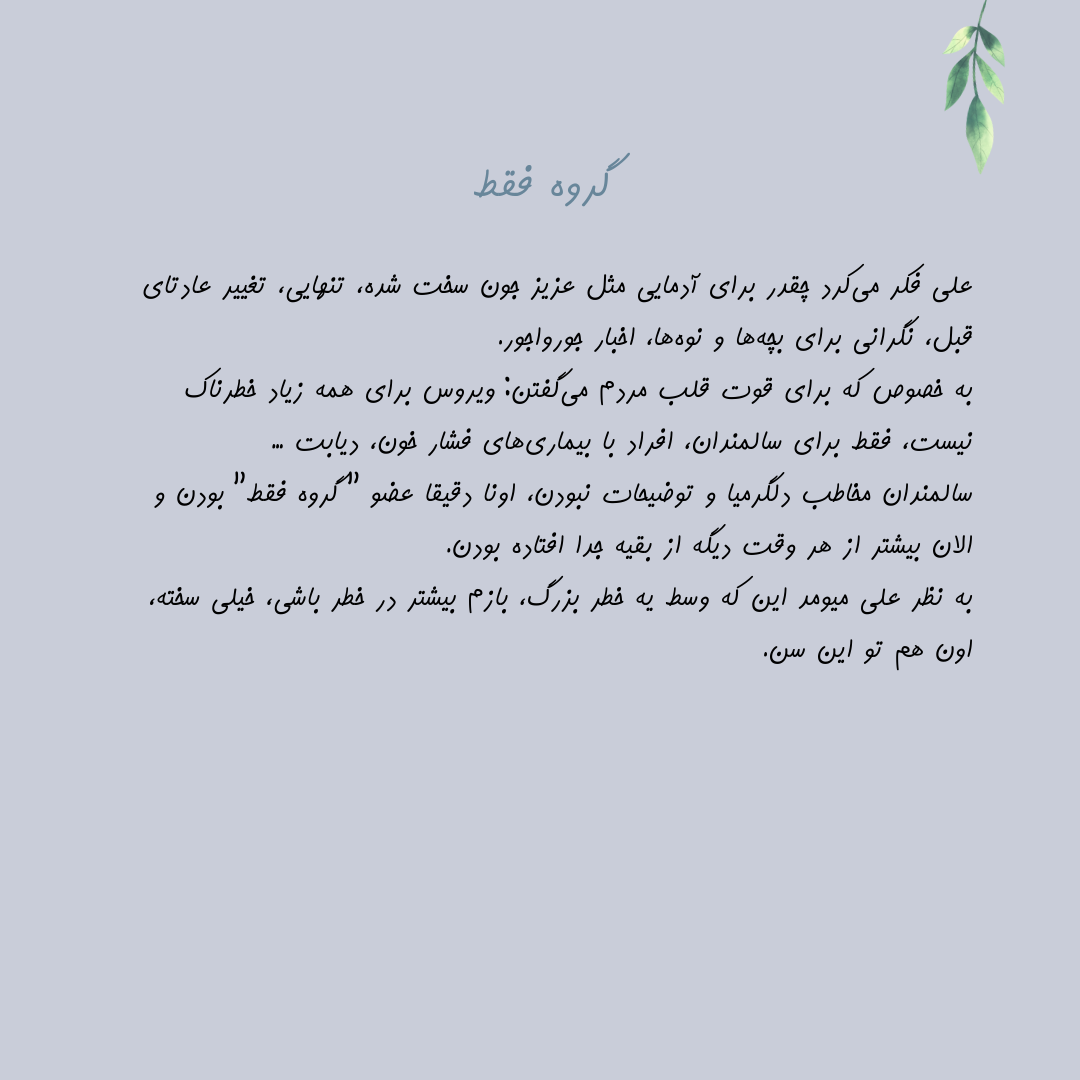 گروه فقط
علی فکر می‌کرد چقدر برای آدمایی مثل عزیز جون سخت شده، تنهایی، تغییر عادتای
قبل، نگرانی برای بچه‌ها و نوه‌ها، اخبار جورواجور.
به خصوص که برای قوت قلب مردم می‌گفتن: ویروس برای همه زیاد خطرناک
نیست، فقط برای سالمندان، افراد با بیماری‌های فشار خون، دیابت ...
سالمندان مخاطب دلگرمیا و توضیحات نبودن، اونا دقیقا عضو "گروه فقط" بودن و
الان بیشتر از هر وقت دیگه از بقیه جدا افتاده بودن.
به نظر علی میومد این که وسط یه خطر بزرگ، بازم بیشتر در خطر باشی، خیلی سخته،
اون هم تو این سن.